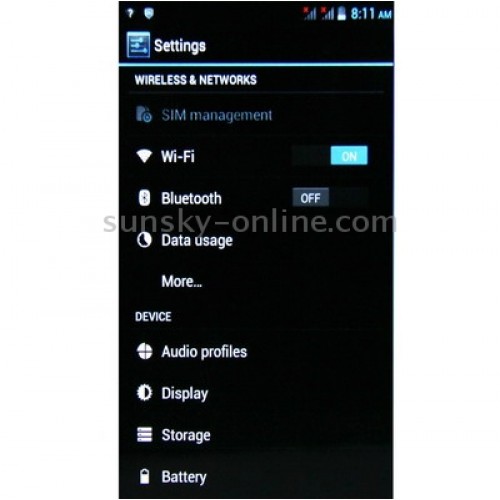 ? 8:11 AM
Settings
WIRELESS & NETWORKS
SIM management
Wi-Fi ON
Bluetooth OFF
sunsky-online.com
Data usage
More...
DEVICE
Audio profiles
Display
Storage
Battery